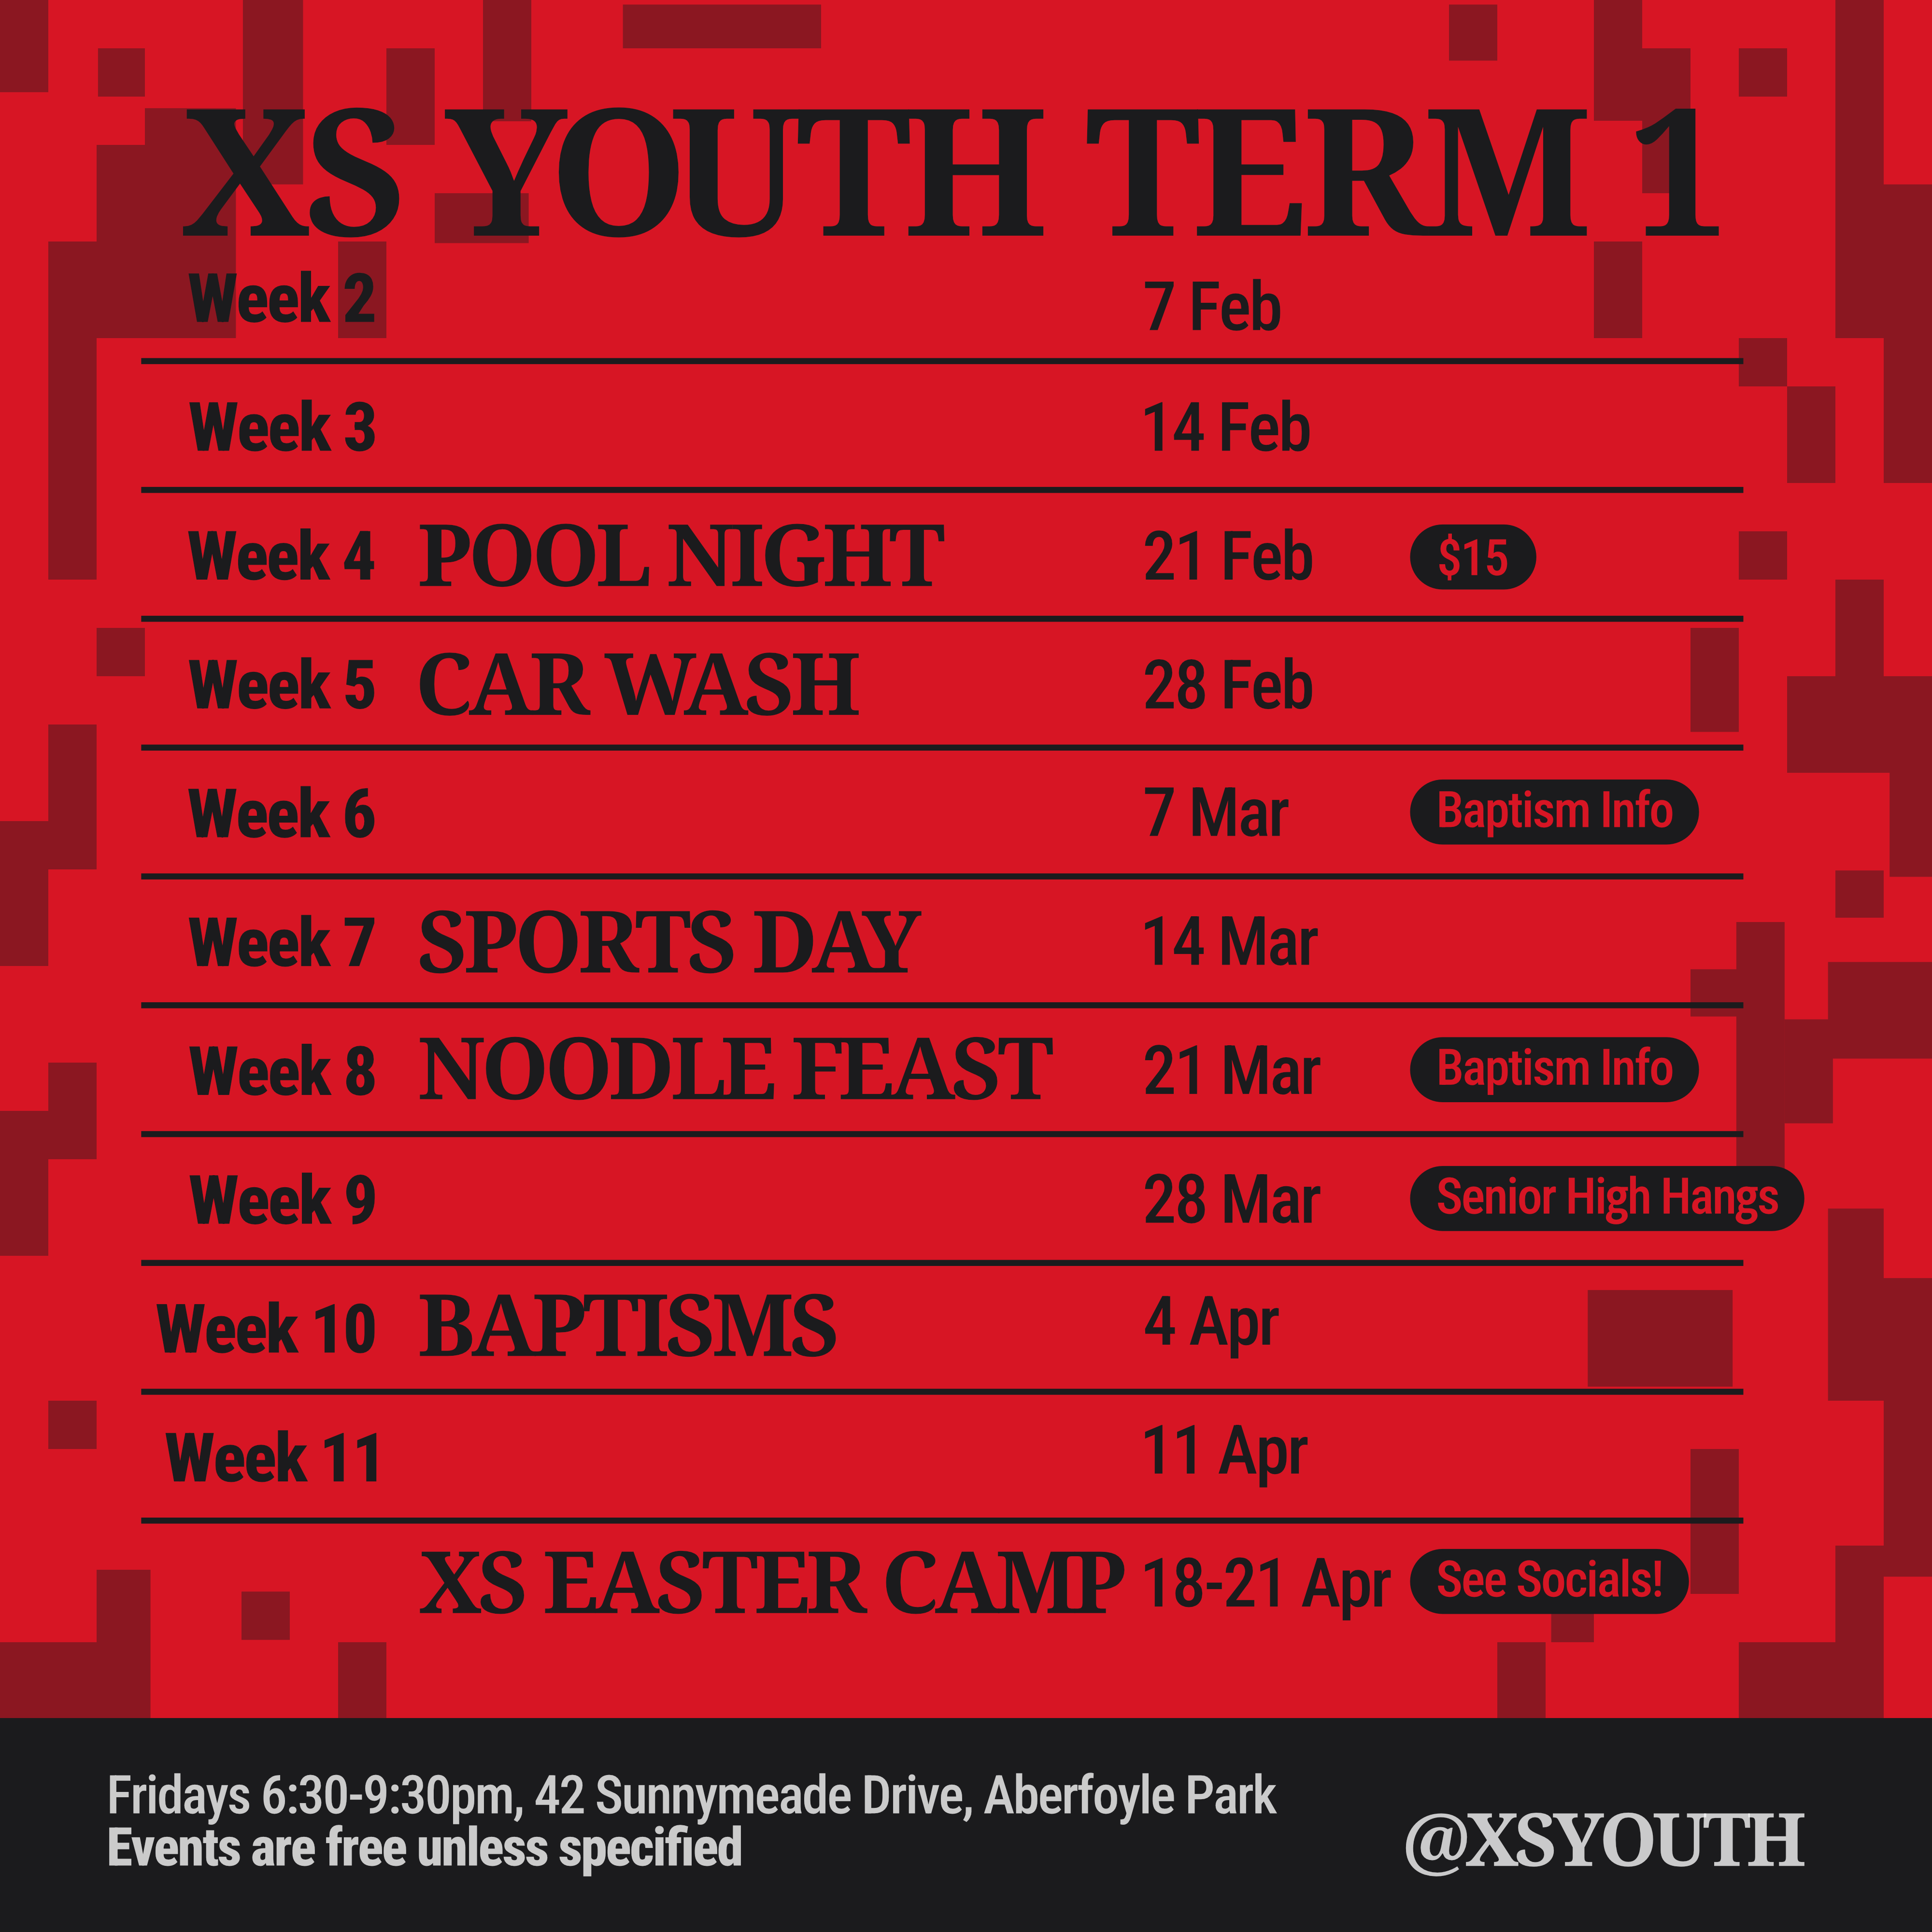 XS YOUTH TERM 1
Week 2 7 Feb
Week 3 14 Feb
Week 4 POOL NIGHT 21 Feb $15
Week 5 CAR WASH 28 Feb
Week 6 7 Mar Baptism Info
Week 7 SPORTS DAY 14 Mar
Week 8 NOODLE FEAST 21 Mar Baptism Info
Week 9 28 Mar Senior High Hangs
Week 10 BAPTISMS 4 Apr
Week 11 11 Apr
XS EASTER CAMP 18-21 Apr See Socials!
Fridays 6:30-9:30pm, 42 Sunnymeade Drive, Aberfoyle Park
Events are free unless specified
@XSYOUTH